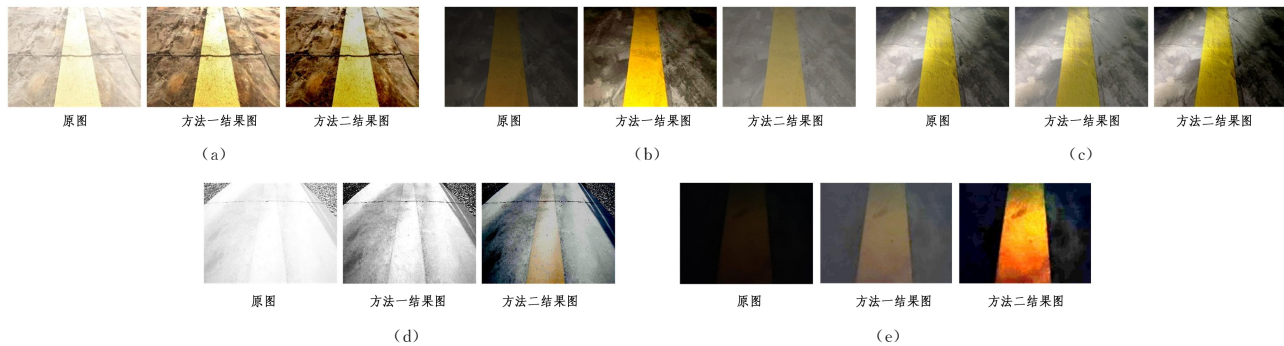 原图 方法一结果图 方法二结果图 原图 方法一结果图 方法二结果图 原图 方法一结果图 方法二结果图
(a) (b) (c)
原图 方法一结果图 方法二结果图 原图 方法一结果图 方法二结果图
(d) (e)